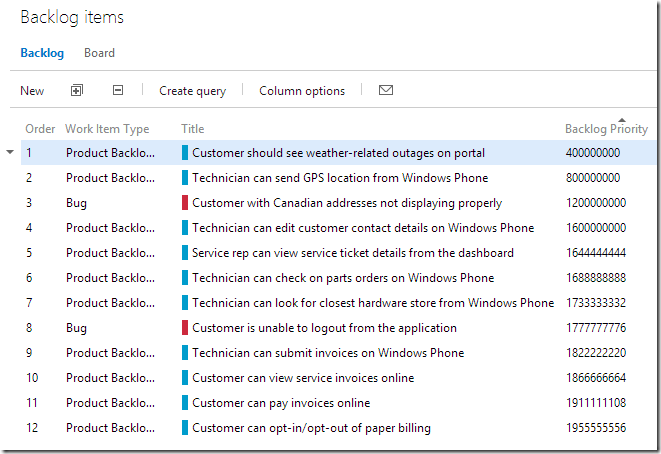 Backlog items
Backlog Board
New Create query Column options
Order Work Item Type Title Backlog Priority
1 Product Backlo... Customer should see weather-related outages on portal 400000000
2 Product Backlo... Technician can send GPS location from Windows Phone 800000000
3 Bug Customer with Canadian addresses not displaying properly 1200000000
4 Product Backlo... Technician can edit customer contact details on Windows Phone 1600000000
5 Product Backlo... Service rep can view service ticket details from the dashboard 1644444444
6 Product Backlo... Technician can check on parts orders on Windows Phone 1688888888
7 Product Backlo... Technician can look for closest hardware store from Windows Phone 1733333332
8 Bug Customer is unable to logout from the application 1777777776
9 Product Backlo... Technician can submit invoices on Windows Phone 1822222220
10 Product Backlo... Customer can view service invoices online 1866666664
11 Product Backlo... Customer can pay invoices online 1911111108
12 Product Backlo... Customer can opt-in/opt-out of paper billing 1955555556